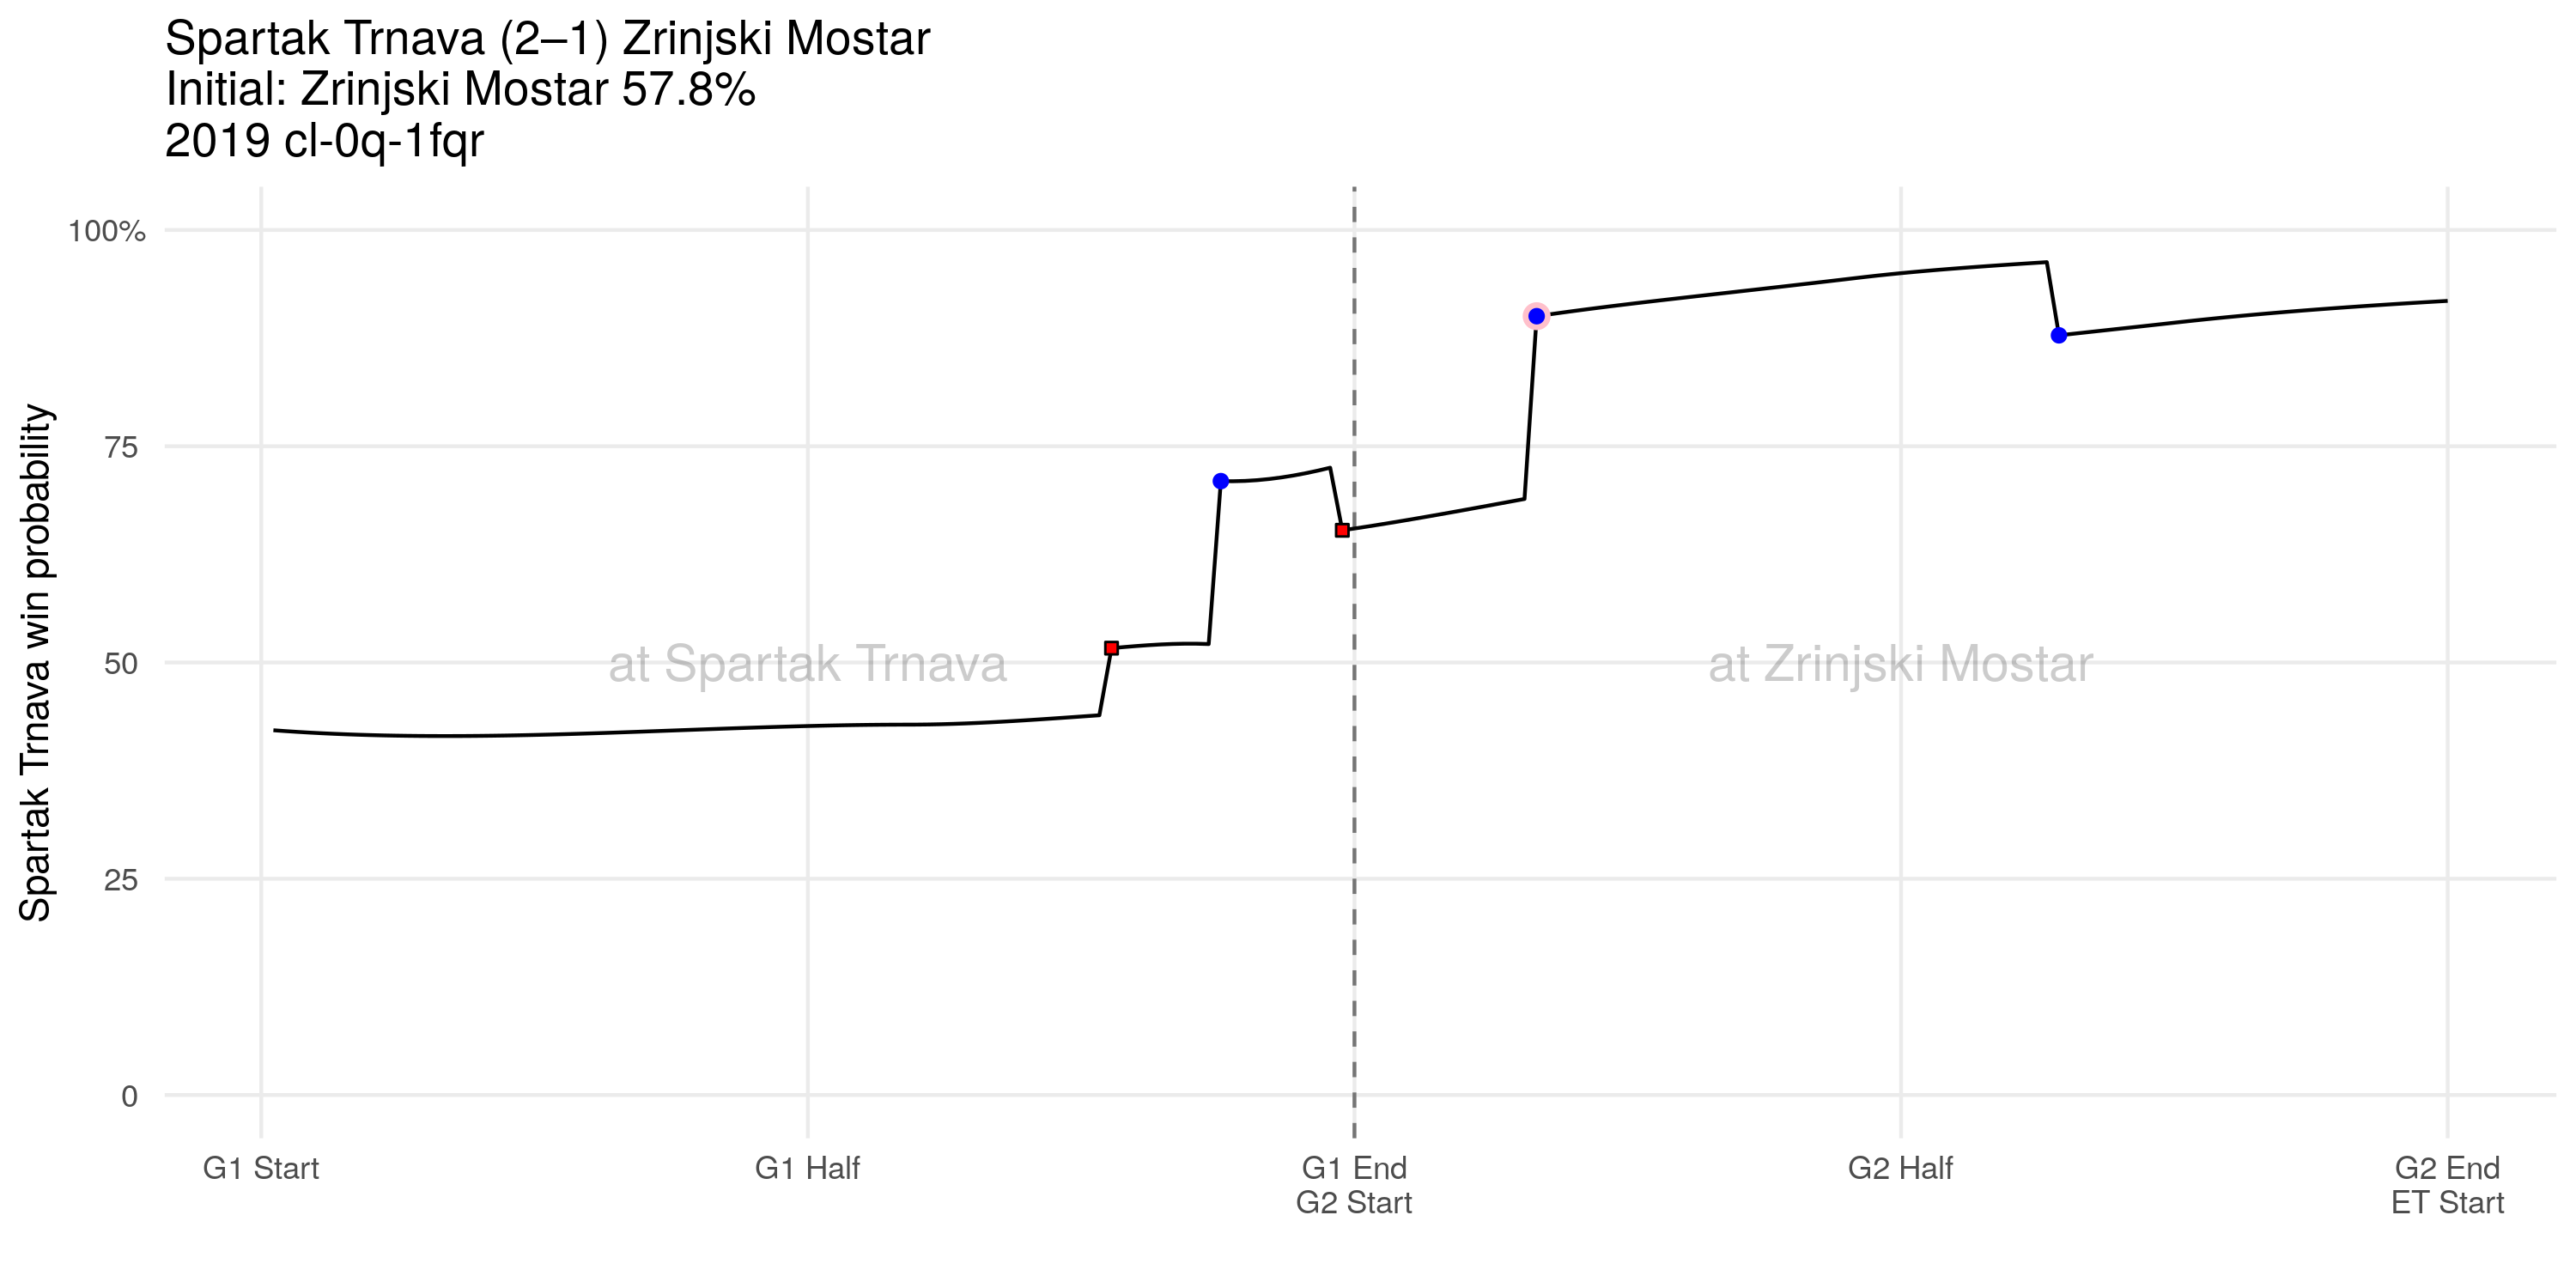 Spartak Trnava (2–1) Zrinjski Mostar
Initial: Zrinjski Mostar 57.8%
2019 cl-0q-1fqr
Spartak Trnava win probability
100%
75
50
25
0
at Spartak Trnava
at Zrinjski Mostar
G1 Start
G1 Half
G1 End
G2 Start
G2 Half
G2 End
ET Start